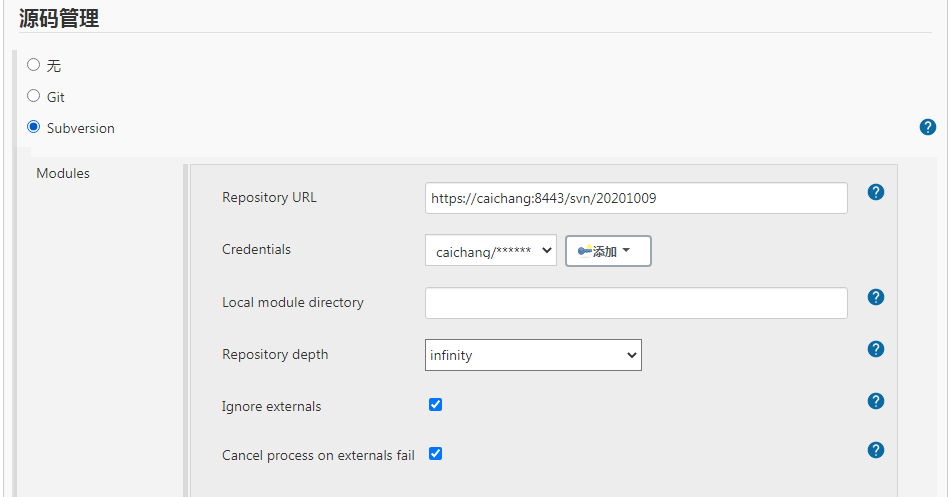 源码管理
无
Git
Subversion
?
Modules
Repository URL
https://caichang:8443/svn/20201009
?
Credentials
caichang/******
添加
Local module directory
?
Repository depth
infinity
?
Ignore externals
?
Cancel process on externals fail
?